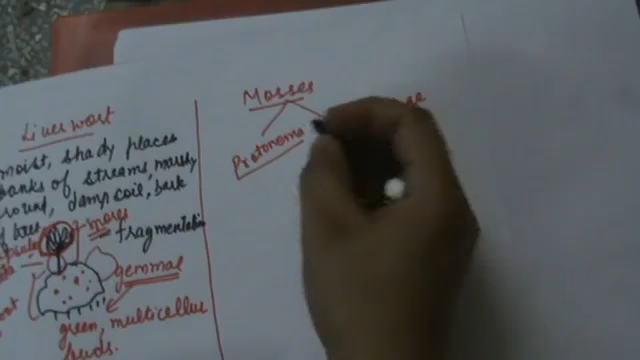 Liverwort
moist, shady places
banks of streams, marshy
ground, damp soil, bark
trees
moss
fragmentation
gemmae
green, multicellular
buds.
Mosses
Protonema